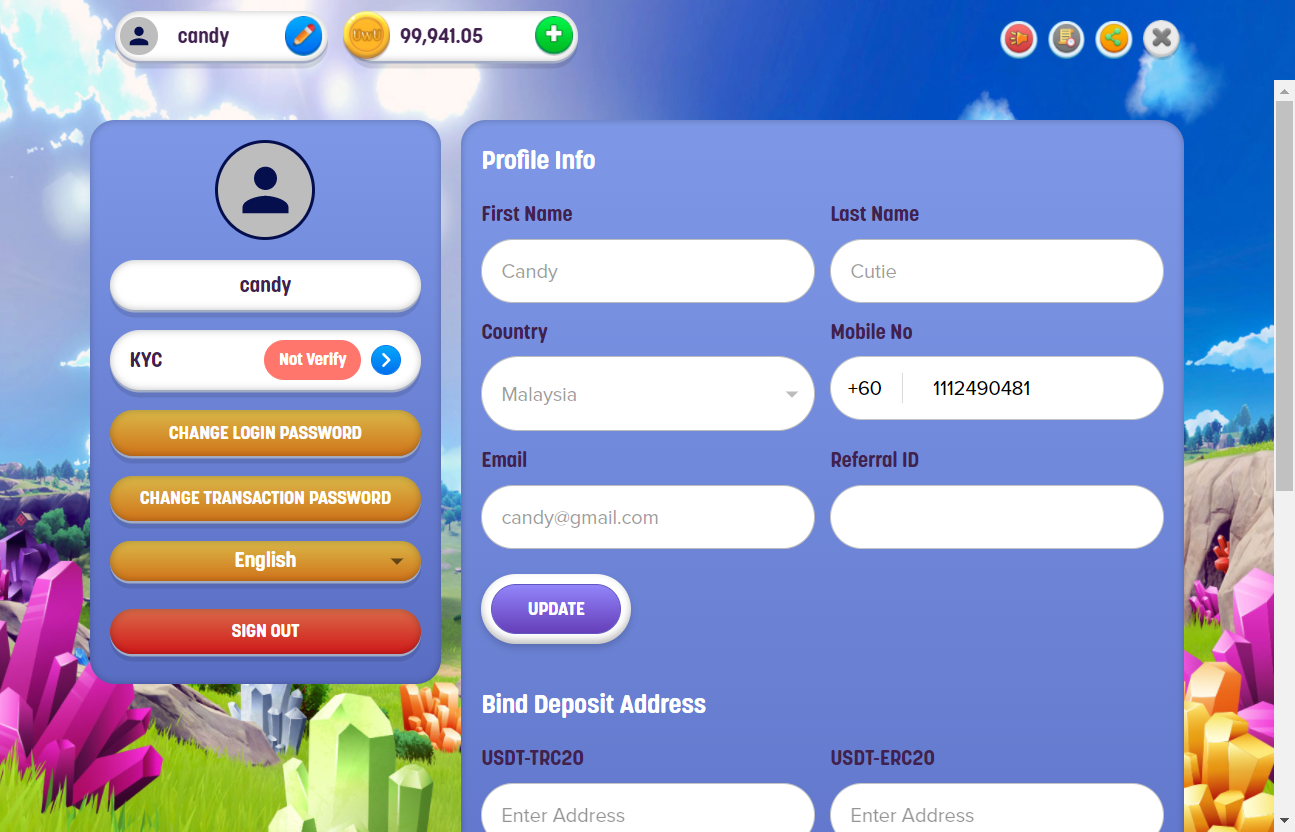 candy
UwU
99,941.05
candy
KYC
Not Verify
CHANGE LOGIN PASSWORD
CHANGE TRANSACTION PASSWORD
English
SIGN OUT
Profile Info
First Name
Last Name
Candy
Cutie
Country
Mobile No
Malaysia
+60
1112490481
Email
Referral ID
candy@gmail.com
UPDATE
Bind Deposit Address
USDT-TRC20
USDT-ERC20
Enter Address
Enter Address